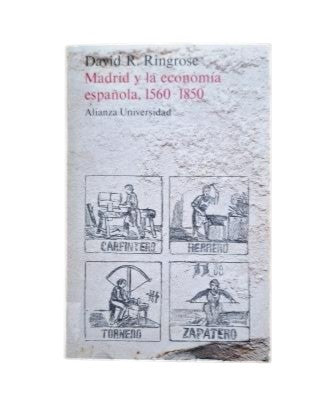 David R. Ringrose
Madrid y la economía
española, 1560-1850
Alianza Universidad
CARPINTERO
HERRERO
TORNERO
ZAPATERO